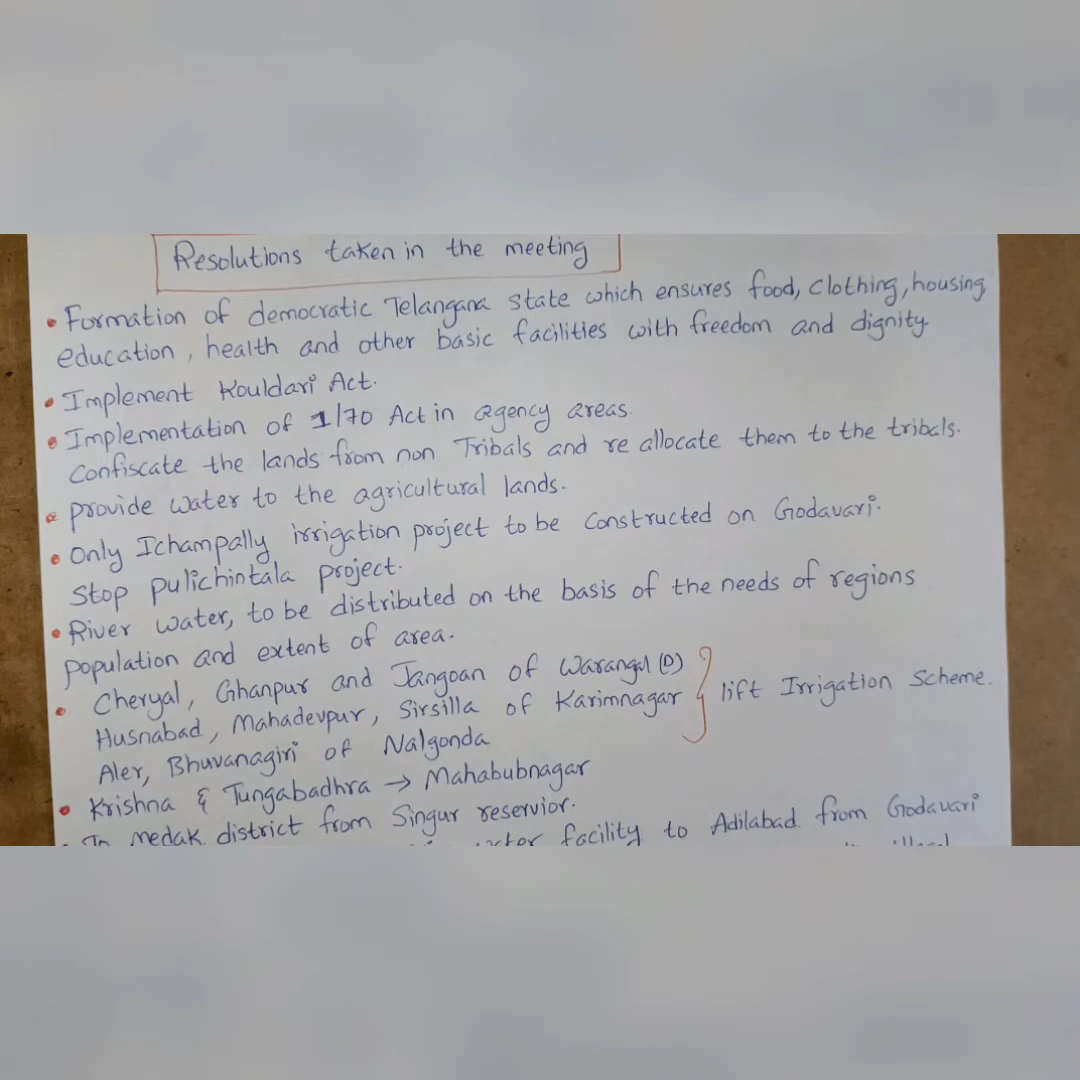 Resolutions taken in the meeting
• Formation of democratic Telangana state which ensures food, clothing, housing
education, health and other basic facilities with freedom and dignity.
• Implement Kouldari Act.
• Implementation of 1/70 Act in agency areas.
Confiscate the lands from non Tribals and re allocate them to the tribals.
• provide water to the agricultural lands.
• Only Ichampally irrigation project to be constructed on Godavari.
Stop pulichintala project.
• River water, to be distributed on the basis of the needs of regions
population and extent of area.
• Cheryal, Ghanpur and Jangoan of Warangal (D)
Husnabad, Mahadevpur, Sirsilla of Karimnagar } lift Irrigation Scheme.
Aler, Bhuvanagiri of Nalgonda
• Krishna & Tungabadhra → Mahabubnagar
• In medak district from Singur reservior.
facility to Adilabad from Godavari